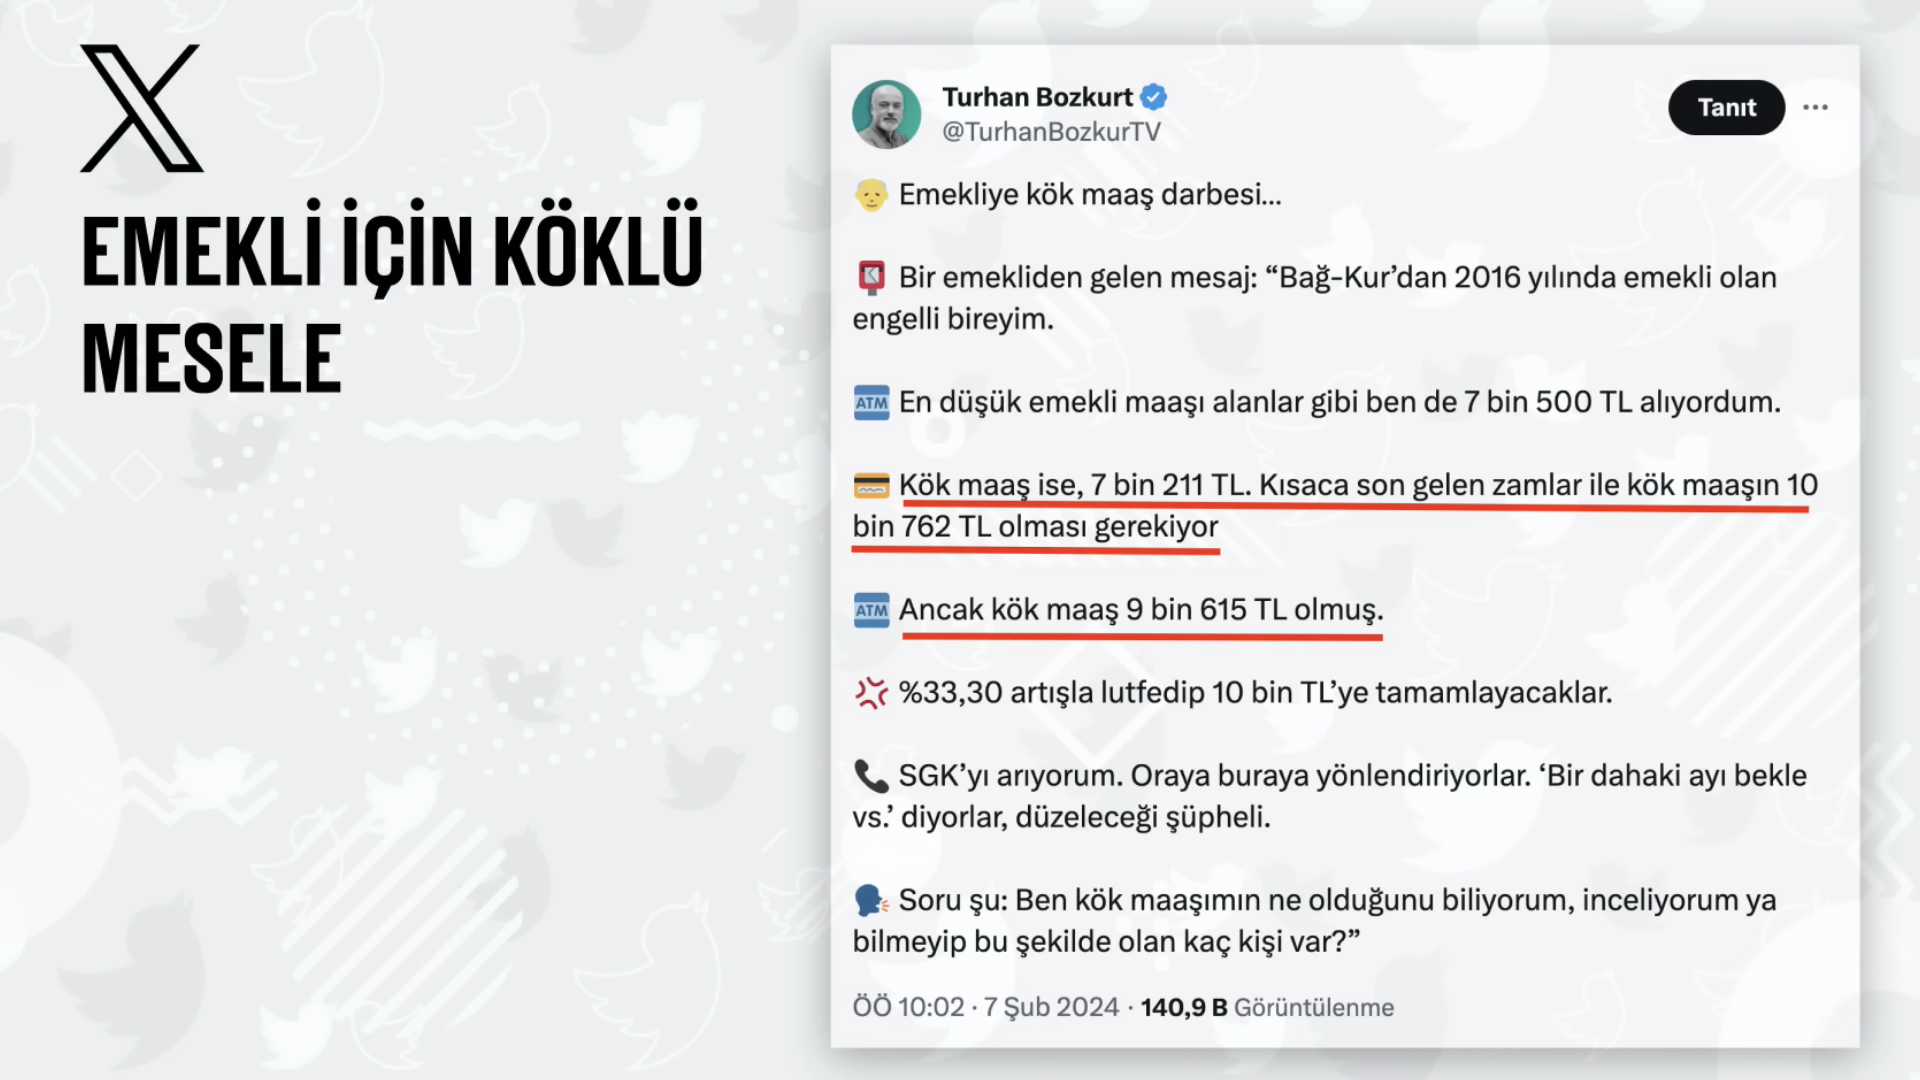 EMEKLİ İÇİN KÖKLÜ
MESELE
Turhan Bozkurt
@TurhanBozkurTV
Tanıt
Emekliye kök maaş darbesi...
Bir emekliden gelen mesaj: “Bağ-Kur’dan 2016 yılında emekli olan
engelli bireyim.
ATM En düşük emekli maaşı alanlar gibi ben de 7 bin 500 TL alıyordum.
Kök maaş ise, 7 bin 211 TL. Kısaca son gelen zamlar ile kök maaşın 10
bin 762 TL olması gerekiyor
ATM Ancak kök maaş 9 bin 615 TL olmuş.
%33,30 artışla lutfedip 10 bin TL’ye tamamlayacaklar.
SGK’yı arıyorum. Oraya buraya yönlendiriyorlar. ‘Bir dahaki ayı bekle
vs.’ diyorlar, düzeleceği şüpheli.
Soru şu: Ben kök maaşımın ne olduğunu biliyorum, inceliyorum ya
bilmeyip bu şekilde olan kaç kişi var?”
ÖÖ 10:02 · 7 Şub 2024 · 140,9 B Görüntülenme